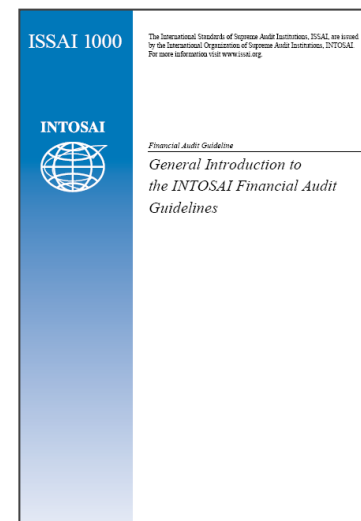 ISSAI 1000
The International Standards of Supreme Audit Institutions, ISSAI, are issued
by the International Organization of Supreme Audit Institutions, INTOSAI.
For more information visit www.issai.org.
INTOSAI
Financial Audit Guideline
General Introduction to
the INTOSAI Financial Audit
Guidelines